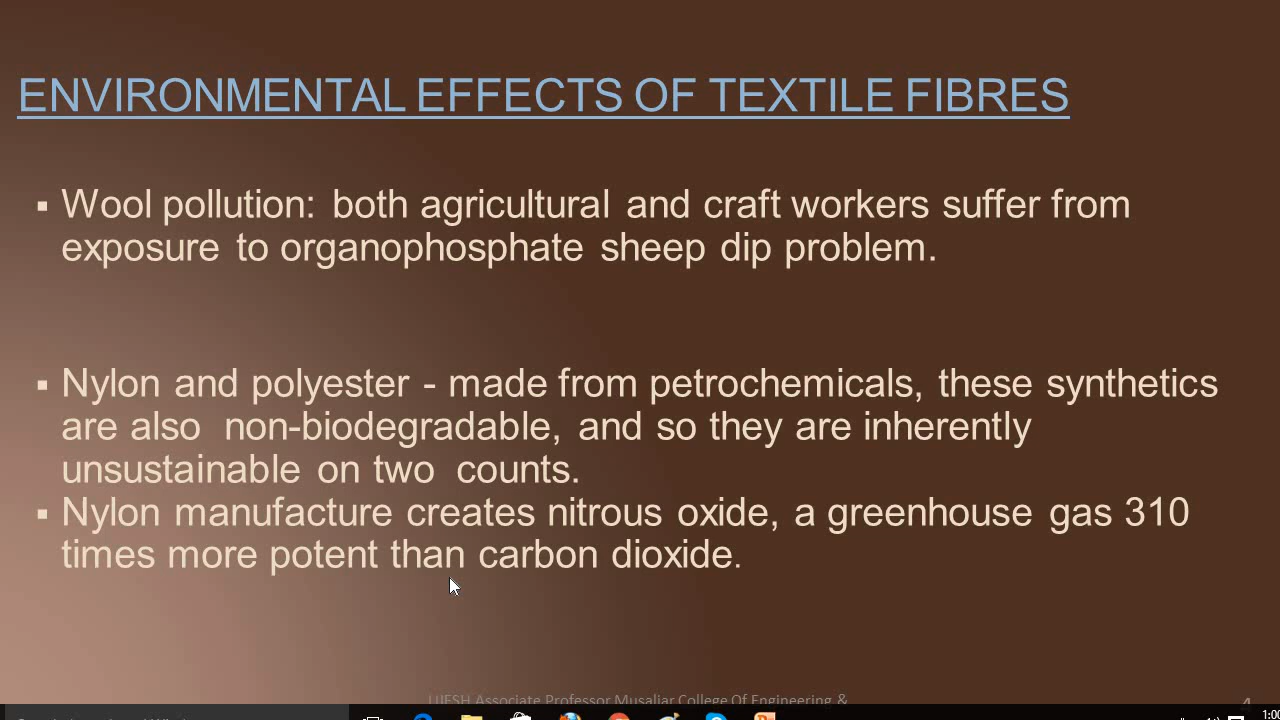 ENVIRONMENTAL EFFECTS OF TEXTILE FIBRES
▪ Wool pollution: both agricultural and craft workers suffer from
exposure to organophosphate sheep dip problem.
▪ Nylon and polyester - made from petrochemicals, these synthetics
are also non-biodegradable, and so they are inherently
unsustainable on two counts.
▪ Nylon manufacture creates nitrous oxide, a greenhouse gas 310
times more potent than carbon dioxide.
Associate Professor Musaliar College Of Engineering &
4
1:00